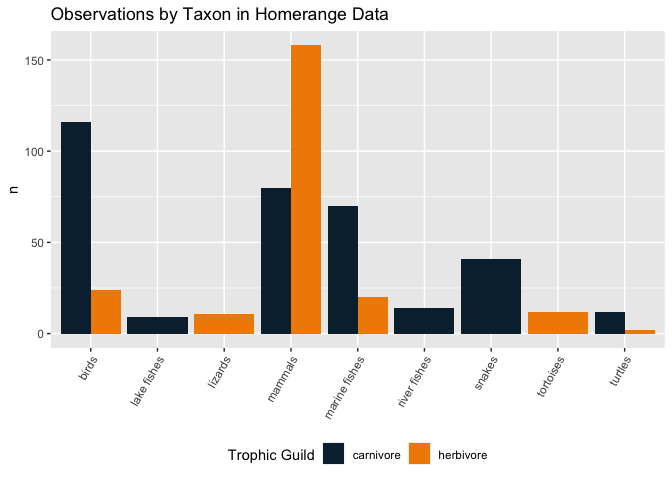 Observations by Taxon in Homerange Data
150
100
50
0
n
birds
lake fishes
lizards
mammals
marine fishes
river fishes
snakes
tortoises
turtles
Trophic Guild carnivore herbivore